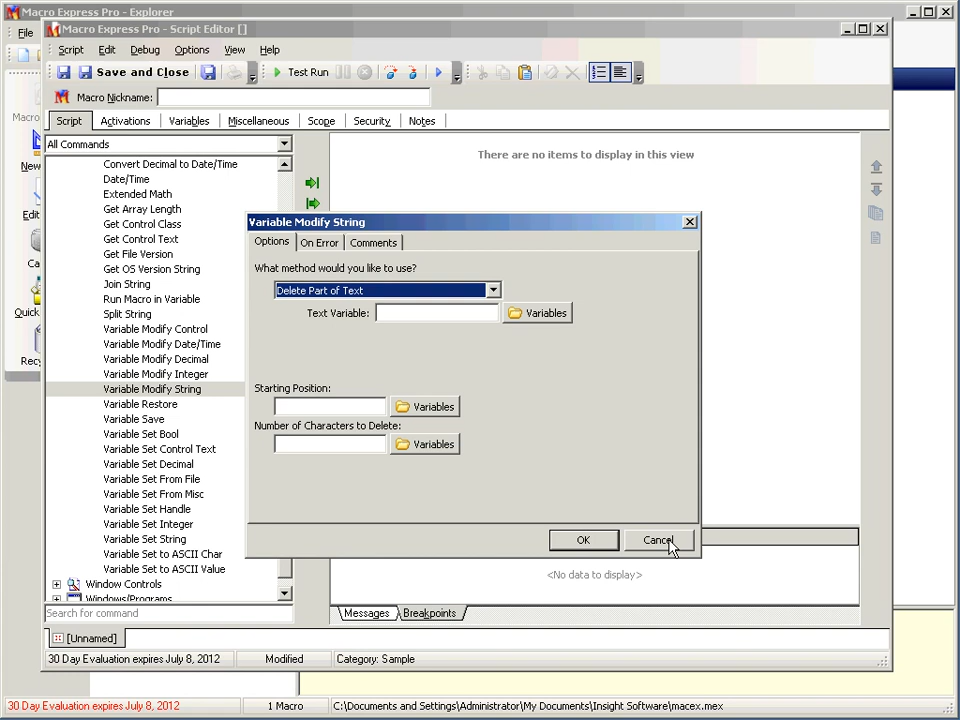 Macro Express Pro - Explorer
File
Macro Express Pro - Script Editor []
Script Edit Debug Options View Help
Save and Close Test Run
Macro Nickname:
Script Activations Variables Miscellaneous Scope Security Notes
All Commands
There are no items to display in this view
Convert Decimal to Date/Time
Date/Time
Extended Math
Get Array Length
Get Control Class
Get Control Text
Get File Version
Get OS Version String
Join String
Run Macro in Variable
Split String
Variable Modify Control
Variable Modify Date/Time
Variable Modify Decimal
Variable Modify Integer
Variable Modify String
Variable Restore
Variable Save
Variable Set Bool
Variable Set Control Text
Variable Set Decimal
Variable Set From File
Variable Set From Misc
Variable Set Handle
Variable Set Integer
Variable Set String
Variable Set to ASCII Char
Variable Set to ASCII Value
Window Controls
Windows/Programs
Search for command
Variable Modify String
Options On Error Comments
What method would you like to use?
Delete Part of Text
Text Variable: Variables
Starting Position:
Variables
Number of Characters to Delete:
Variables
OK Cancel
<No data to display>
Messages Breakpoints
[Unnamed]
30 Day Evaluation expires July 8, 2012 Modified Category: Sample
30 Day Evaluation expires July 8, 2012 1 Macro C:\Documents and Settings\Administrator\My Documents\Insight Software\macex.mex